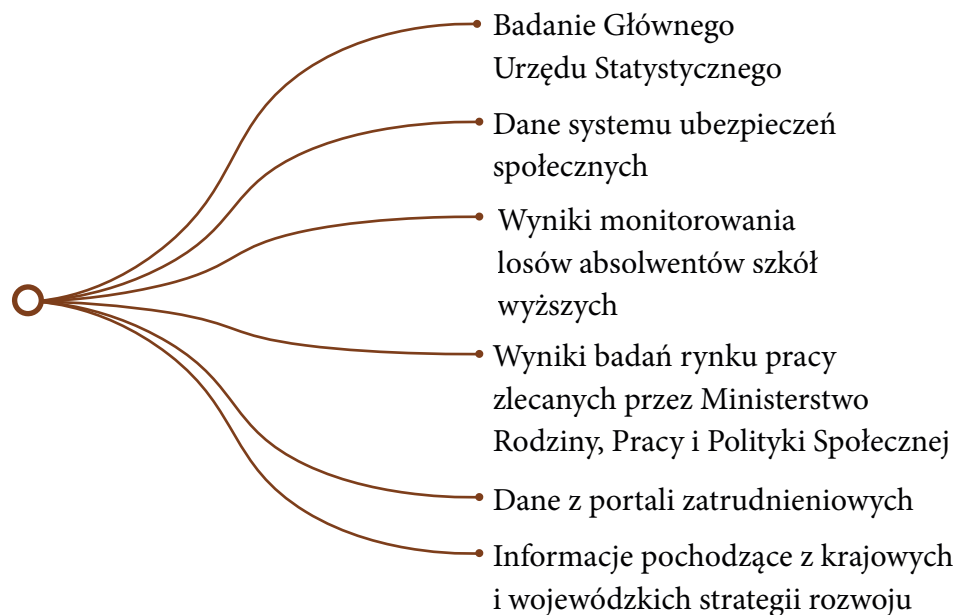 Badanie Głównego
Urzędu Statystycznego
Dane systemu ubezpieczeń
społecznych
Wyniki monitorowania
losów absolwentów szkół
wyższych
Wyniki badań rynku pracy
zlecanych przez Ministerstwo
Rodziny, Pracy i Polityki Społecznej
Dane z portali zatrudnieniowych
Informacje pochodzące z krajowych
i wojewódzkich strategii rozwoju